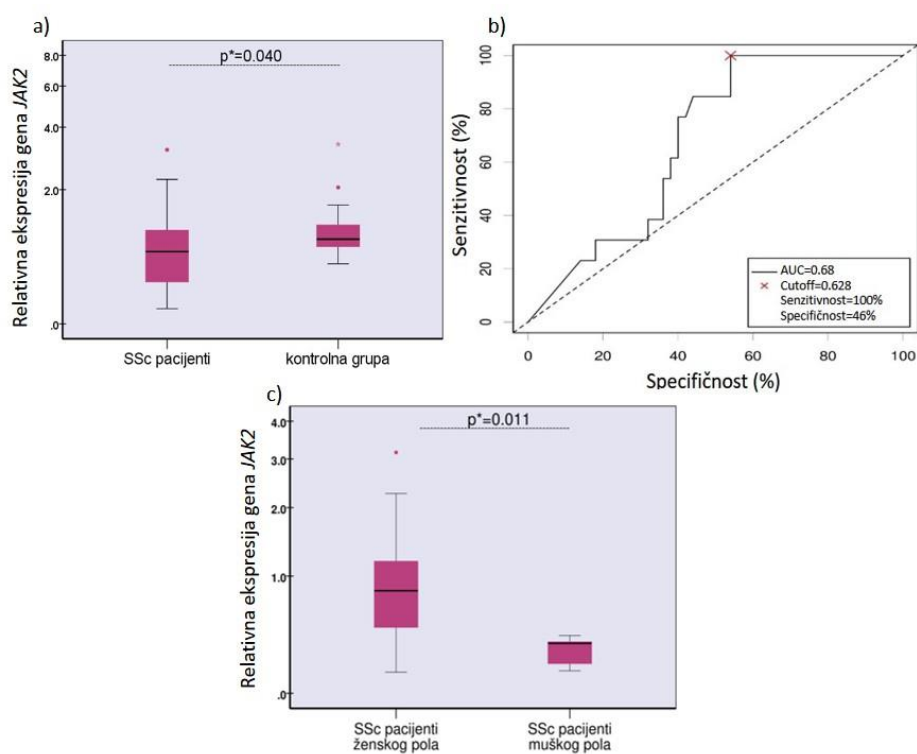 a)
p*=0.040
Relativna ekspresija gena JAK2
8.0
6.0
4.0
2.0
.0
SSc pacijenti
kontrolna grupa
b)
Senzitivnost (%)
100
80
60
40
20
0
AUC=0.68
Cutoff=0.628
Senzitivnost=100%
Specifičnost=46%
0
20
40
60
80
100
Specifičnost (%)
c)
p*=0.011
Relativna ekspresija gena JAK2
4.0
3.0
2.0
1.0
.0
SSc pacijenti
ženskog pola
SSc pacijenti
muškog pola